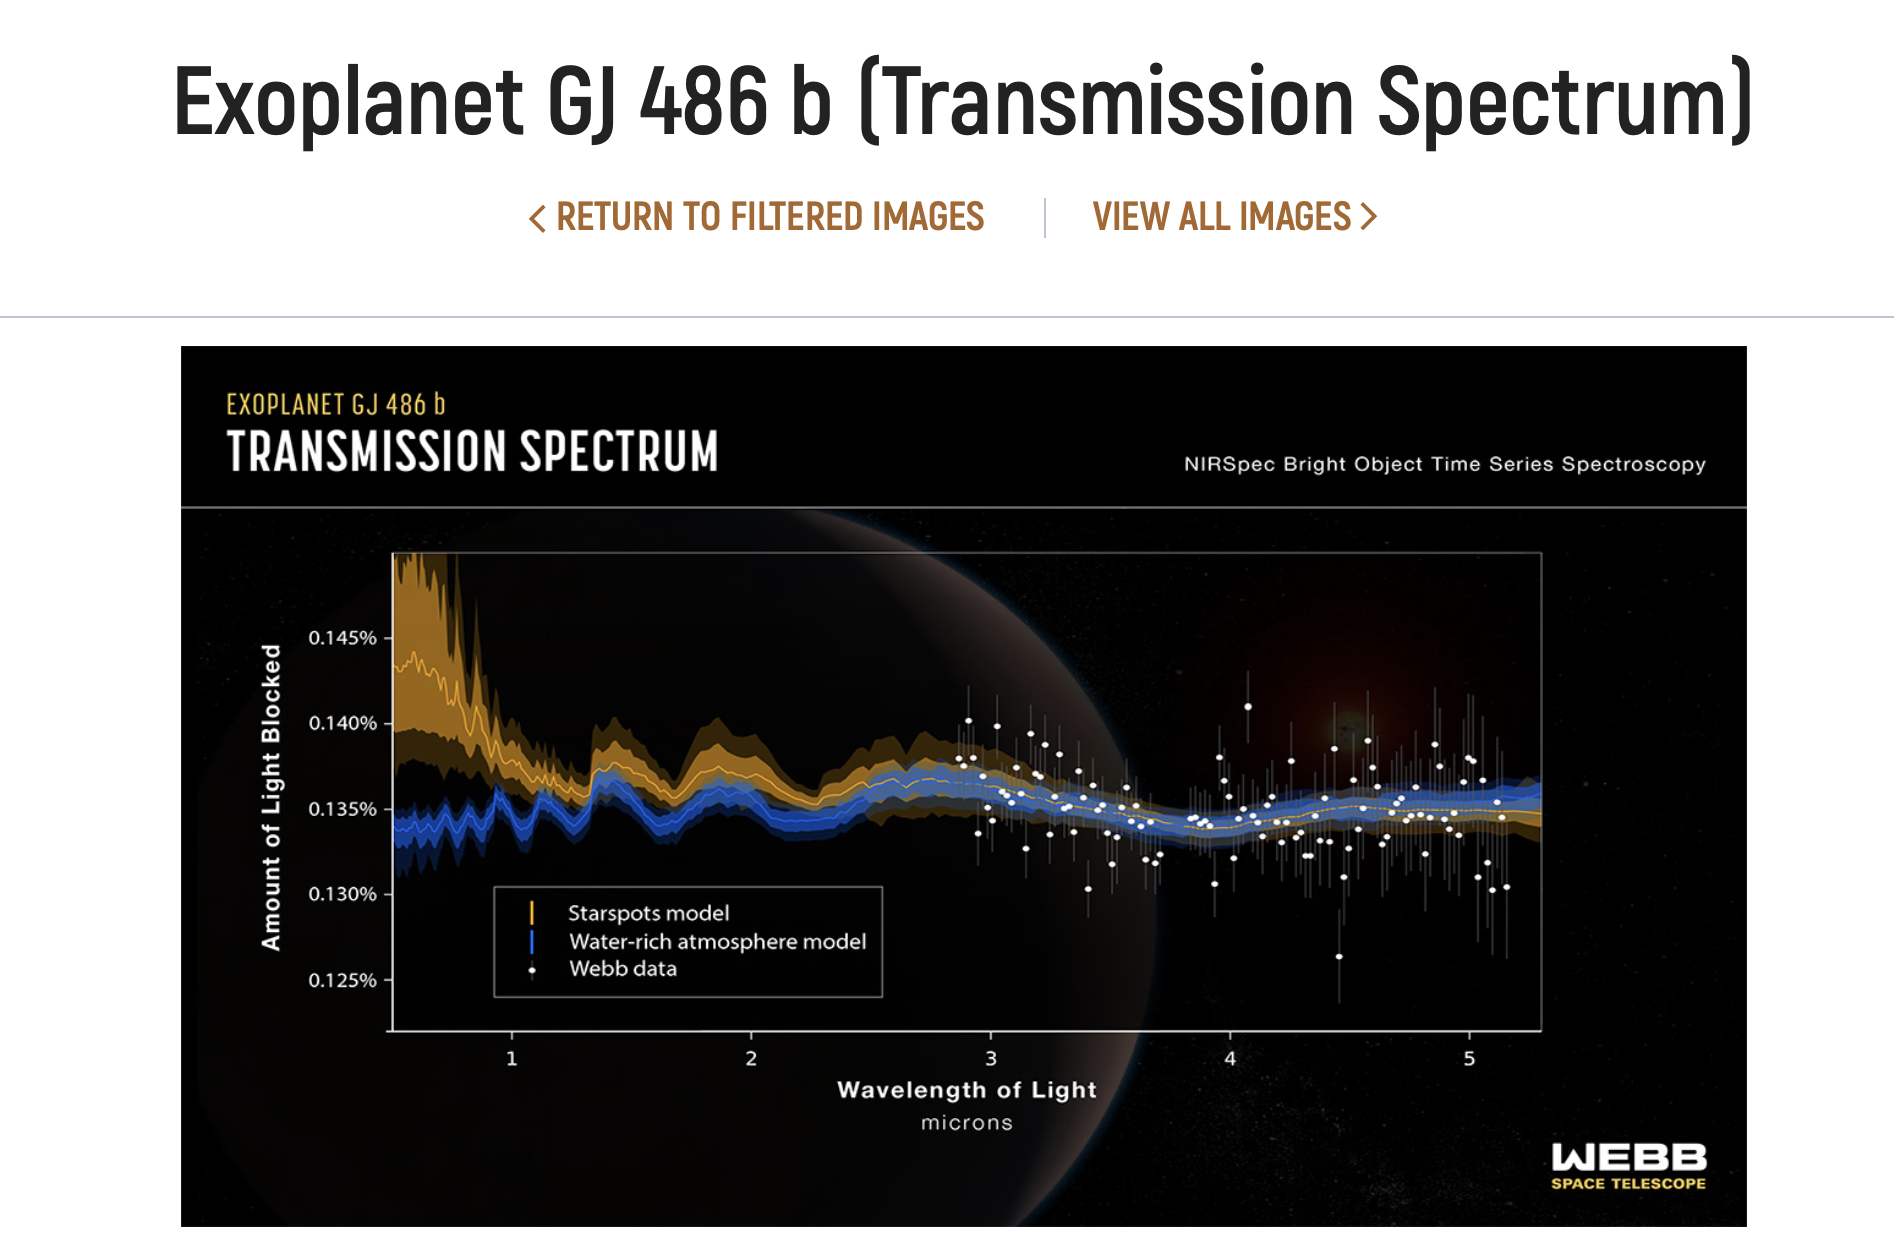 Exoplanet GJ 486 b (Transmission Spectrum)
< RETURN TO FILTERED IMAGES
VIEW ALL IMAGES >
EXOPLANET GJ 486 b
TRANSMISSION SPECTRUM
NIRSpec Bright Object Time Series Spectroscopy
Amount of Light Blocked
0.145%
0.140%
0.135%
0.130%
0.125%
Starspots model
Water-rich atmosphere model
Webb data
1 2 3 4 5
Wavelength of Light
microns
WEBB
SPACE TELESCOPE